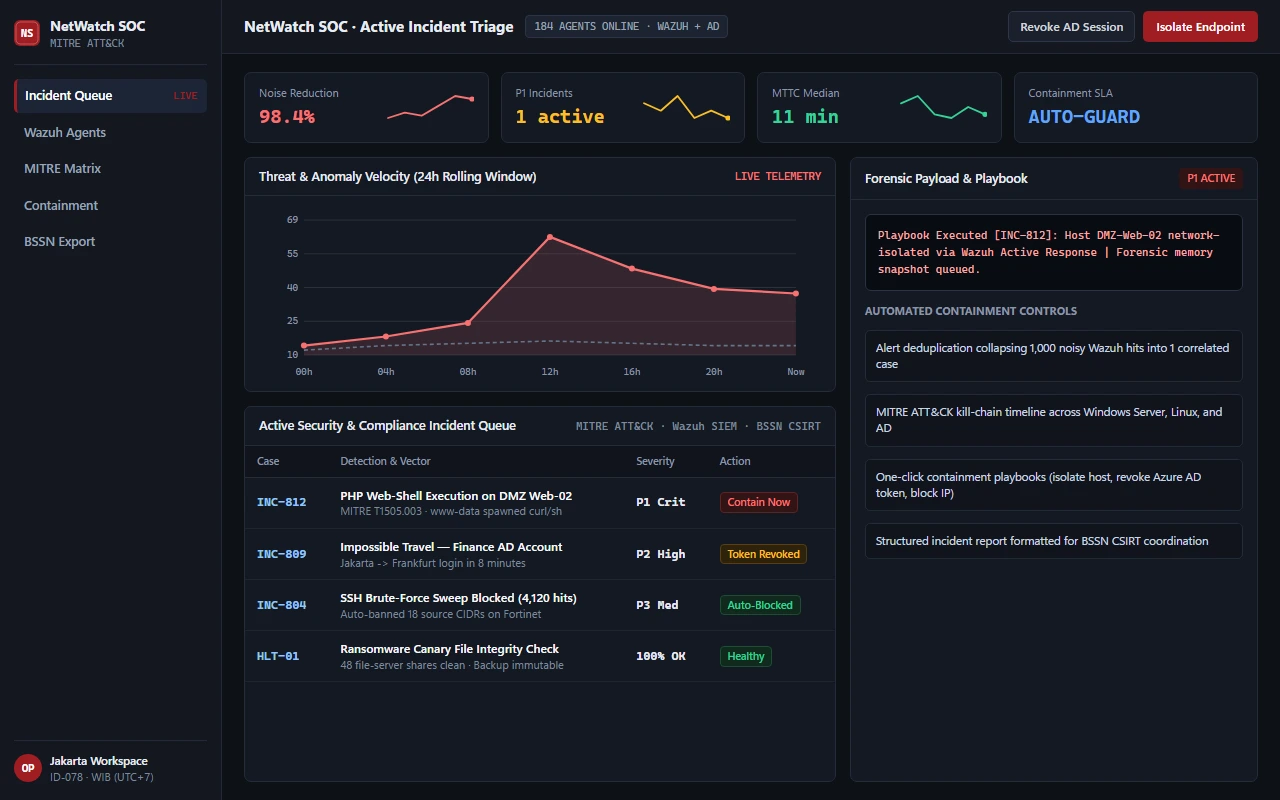 NS
NetWatch SOC
MITRE ATT&CK
Incident Queue
LIVE
Wazuh Agents
MITRE Matrix
Containment
BSSN Export
OP
Jakarta Workspace
ID-078 · WIB (UTC+7)
NetWatch SOC · Active Incident Triage
184 AGENTS ONLINE · WAZUH + AD
Revoke AD Session
Isolate Endpoint
Noise Reduction
98.4%
P1 Incidents
1 active
MTTC Median
11 min
Containment SLA
AUTO-GUARD
Threat & Anomaly Velocity (24h Rolling Window)
LIVE TELEMETRY
69
55
40
25
10
00h 04h 08h 12h 16h 20h Now
Active Security & Compliance Incident Queue
MITRE ATT&CK · Wazuh SIEM · BSSN CSIRT
Case Detection & Vector Severity Action
INC-812 PHP Web-Shell Execution on DMZ Web-02 P1 Crit Contain Now
MITRE T1505.003 · www-data spawned curl/sh
INC-809 Impossible Travel — Finance AD Account P2 High Token Revoked
Jakarta -> Frankfurt login in 8 minutes
INC-804 SSH Brute-Force Sweep Blocked (4,120 hits) P3 Med Auto-Blocked
Auto-banned 18 source CIDRs on Fortinet
HLT-01 Ransomware Canary File Integrity Check 100% OK Healthy
48 file-server shares clean · Backup immutable
Forensic Payload & Playbook
P1 ACTIVE
Playbook Executed [INC-812]: Host DMZ-Web-02 network-
isolated via Wazuh Active Response | Forensic memory
snapshot queued.
AUTOMATED CONTAINMENT CONTROLS
Alert deduplication collapsing 1,000 noisy Wazuh hits into 1 correlated
case
MITRE ATT&CK kill-chain timeline across Windows Server, Linux, and
AD
One-click containment playbooks (isolate host, revoke Azure AD
token, block IP)
Structured incident report formatted for BSSN CSIRT coordination